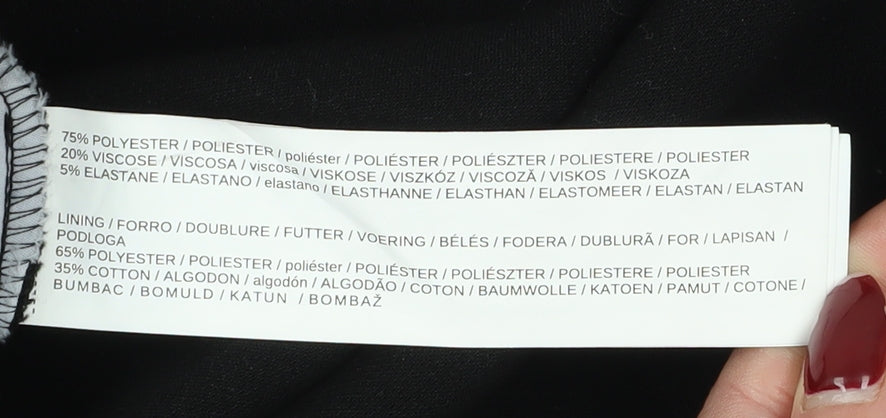 75% POLYESTER / POLIESTER / poliéster / POLIÉSTER / POLIÉSZTER / POLIESTERE / POLIESTER
20% VISCOSE / VISCOSA / viscosa / VISKOSE / VISZKÓZ / VISCOZĂ / VISKOS / VISKOZA
5% ELASTANE / ELASTANO / elastano / ELASTHANNE / ELASTHAN / ELASTOMEER / ELASTAN / ELASTAN
LINING / FORRO / DOUBLURE / FUTTER / VOERING / BÉLÉS / FODERA / DUBLURÃ / FOR / LAPISAN /
PODLOGA
65% POLYESTER / POLIESTER / poliéster / POLIÉSTER / POLIÉSZTER / POLIESTERE / POLIESTER
35% COTTON / ALGODON / algodón / ALGODÃO / COTON / BAUMWOLLE / KATOEN / PAMUT / COTONE /
BUMBAC / BOMULD / KATUN / BOMBAŽ